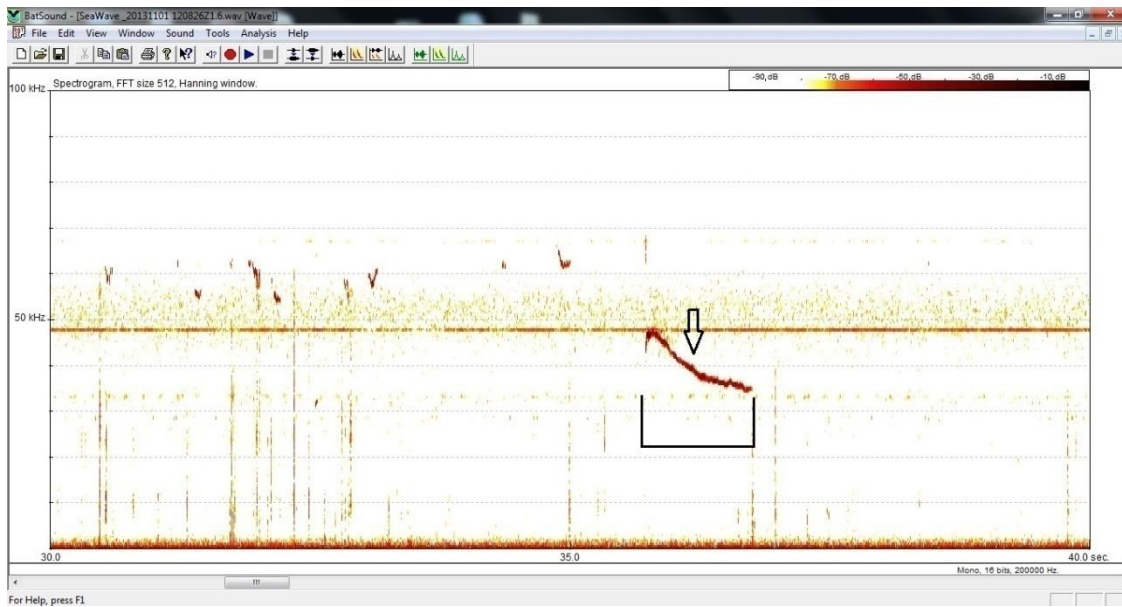 BatSound - [SeaWave _20131101 120826Z1.6.wav [Wave]]
File Edit View Window Sound Tools Analysis Help
Spectrogram, FFT size 512, Hanning window.
-90, dB -70, dB -50, dB -30, dB -10, dB
100 kHz
50 kHz
30.0 35.0 40.0 sec.
Mono, 16 bits, 200000 Hz.
For Help, press F1